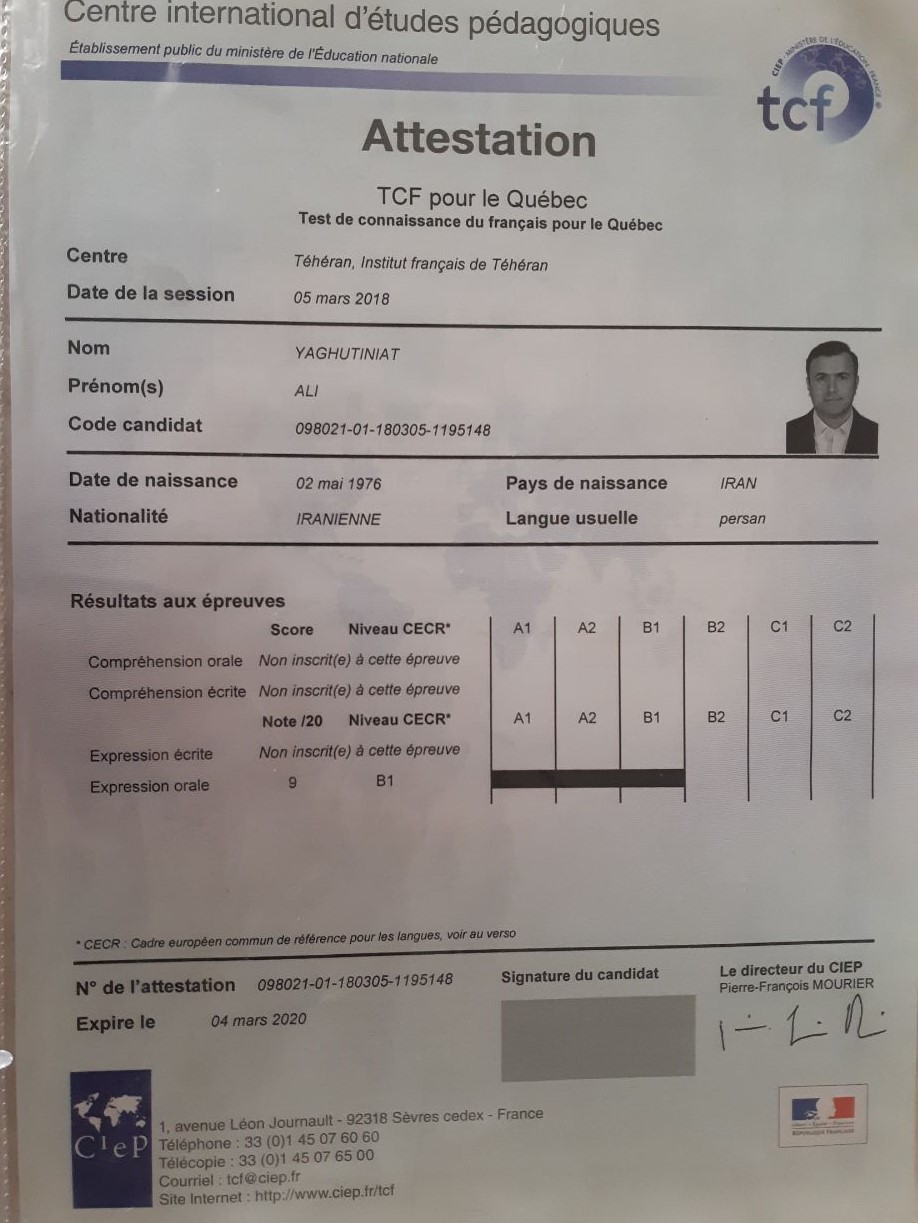 Centre international d'études pédagogiques
Établissement public du ministère de l'Éducation nationale
CIEP - MINISTÈRE DE L'ÉDUCATION FRANCE
tcf
Attestation
TCF pour le Québec
Test de connaissance du français pour le Québec
Centre Téhéran, Institut français de Téhéran
Date de la session 05 mars 2018
Nom YAGHUTINIAT
Prénom(s) ALI
Code candidat 098021-01-180305-1195148
Date de naissance 02 mai 1976 Pays de naissance IRAN
Nationalité IRANIENNE Langue usuelle persan
Résultats aux épreuves
Score Niveau CECR* A1 A2 B1 B2 C1 C2
Compréhension orale Non inscrit(e) à cette épreuve
Compréhension écrite Non inscrit(e) à cette épreuve
Note /20 Niveau CECR* A1 A2 B1 B2 C1 C2
Expression écrite Non inscrit(e) à cette épreuve
Expression orale 9 B1
* CECR : Cadre européen commun de référence pour les langues, voir au verso
N° de l'attestation 098021-01-180305-1195148 Signature du candidat Le directeur du CIEP
Pierre-François MOURIER
Expire le 04 mars 2020
CIEP
1, avenue Léon Journault - 92318 Sèvres cedex - France
Téléphone : 33 (0)1 45 07 60 60
Télécopie : 33 (0)1 45 07 65 00
Courriel : tcf@ciep.fr
Site Internet : http://www.ciep.fr/tcf
RÉPUBLIQUE FRANÇAISE